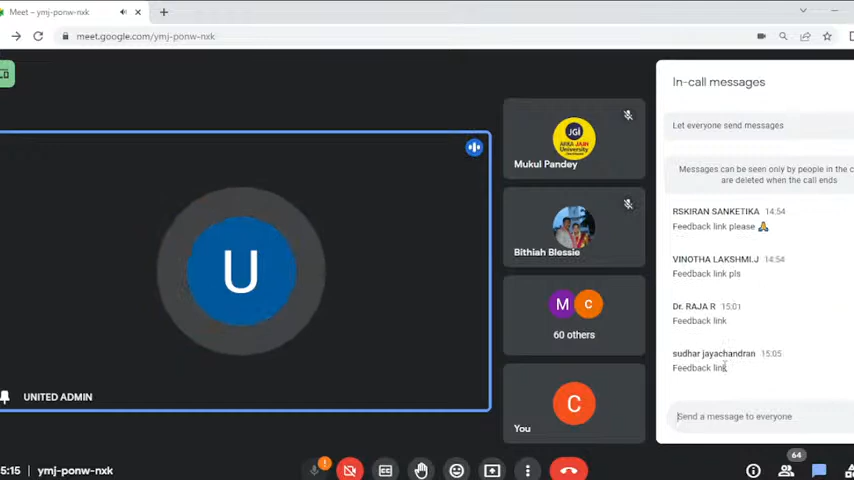 Meet – ymj-ponw-nxk
meet.google.com/ymj-ponw-nxk
U
UNITED ADMIN
JGI
ARKA JAIN
University
Mukul Pandey
Bithiah Blessie
M
C
60 others
C
You
In-call messages
Let everyone send messages
Messages can be seen only by people in the c
are deleted when the call ends
RSKIRAN SANKETIKA 14:54
Feedback link please 🙏
VINOTHA LAKSHMI.J 14:54
Feedback link pls
Dr. RAJA R 15:01
Feedback link
sudhar jayachandran 15:05
Feedback link
Send a message to everyone
5:15 ymj-ponw-nxk
64